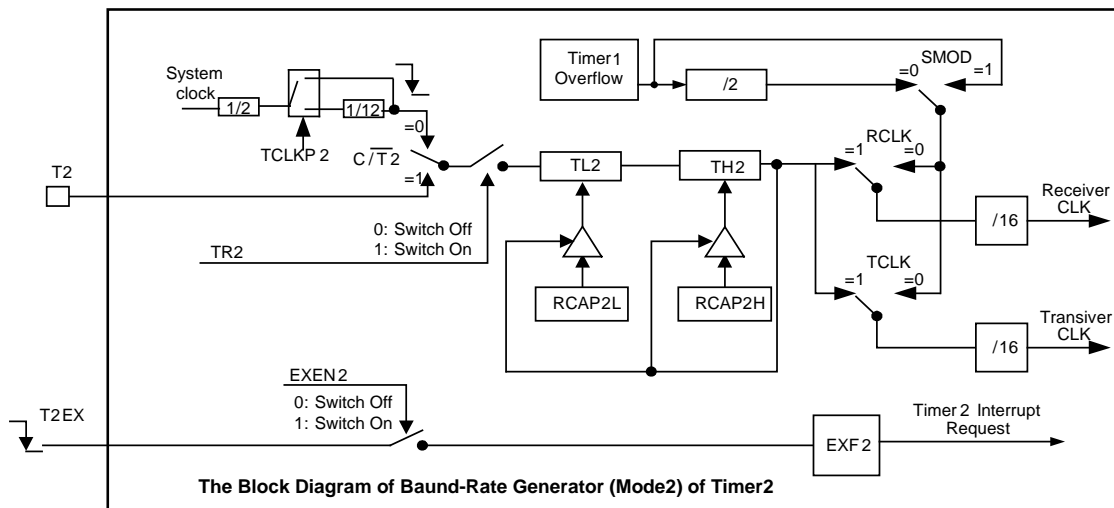 System
clock
1/2
1/12
TCLKP2
=0
C/T2
=1
T2
TR2
0: Switch Off
1: Switch On
Timer1
Overflow
/2
SMOD
=0
=1
TL2
TH2
RCAP2L
RCAP2H
RCLK
=1
=0
/16
Receiver
CLK
TCLK
=1
=0
/16
Transiver
CLK
EXEN2
0: Switch Off
1: Switch On
T2EX
EXF2
Timer2 Interrupt
Request
The Block Diagram of Baund-Rate Generator (Mode2) of Timer2